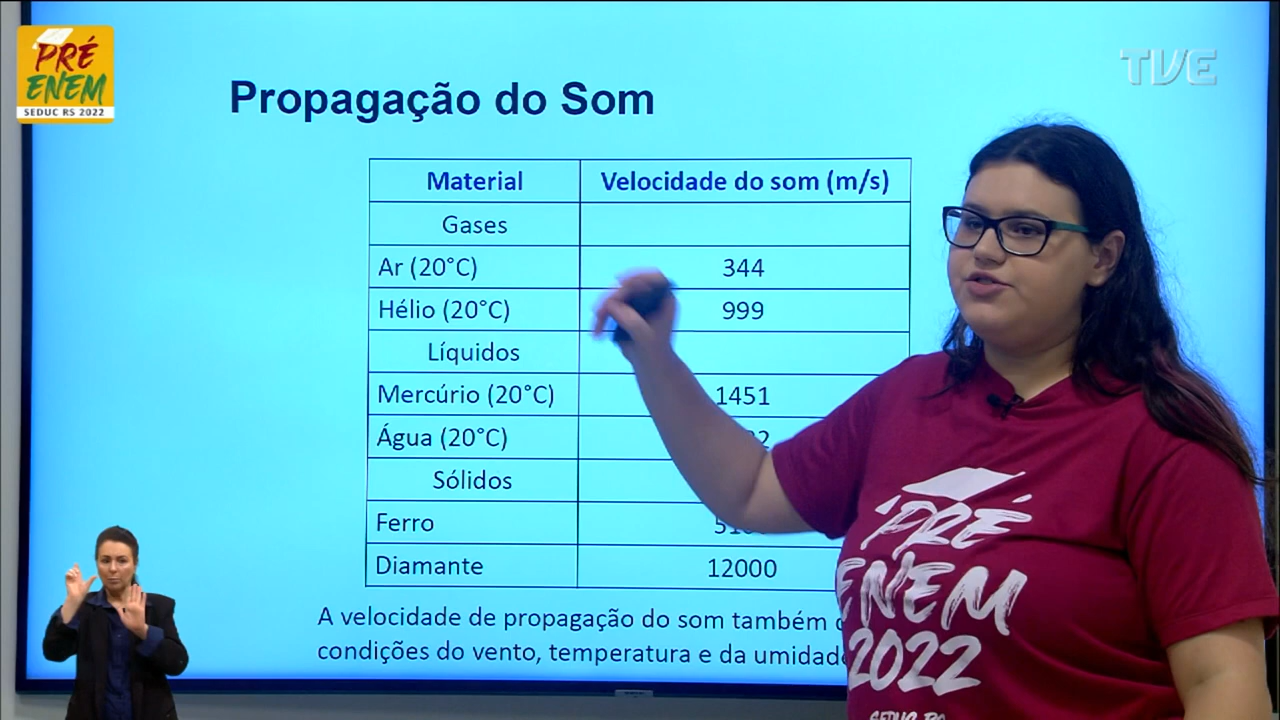 PRÉ
ENEM
SEDUC RS 2022
TVE
Propagação do Som
Material Velocidade do som (m/s)
Gases
Ar (20°C) 344
Hélio (20°C) 999
Líquidos
Mercúrio (20°C) 1451
Água (20°C)
Sólidos
Ferro
Diamante 12000
A velocidade de propagação do som também
condições do vento, temperatura e da umidade
PRÉ
ENEM
2022
SEDUC RS